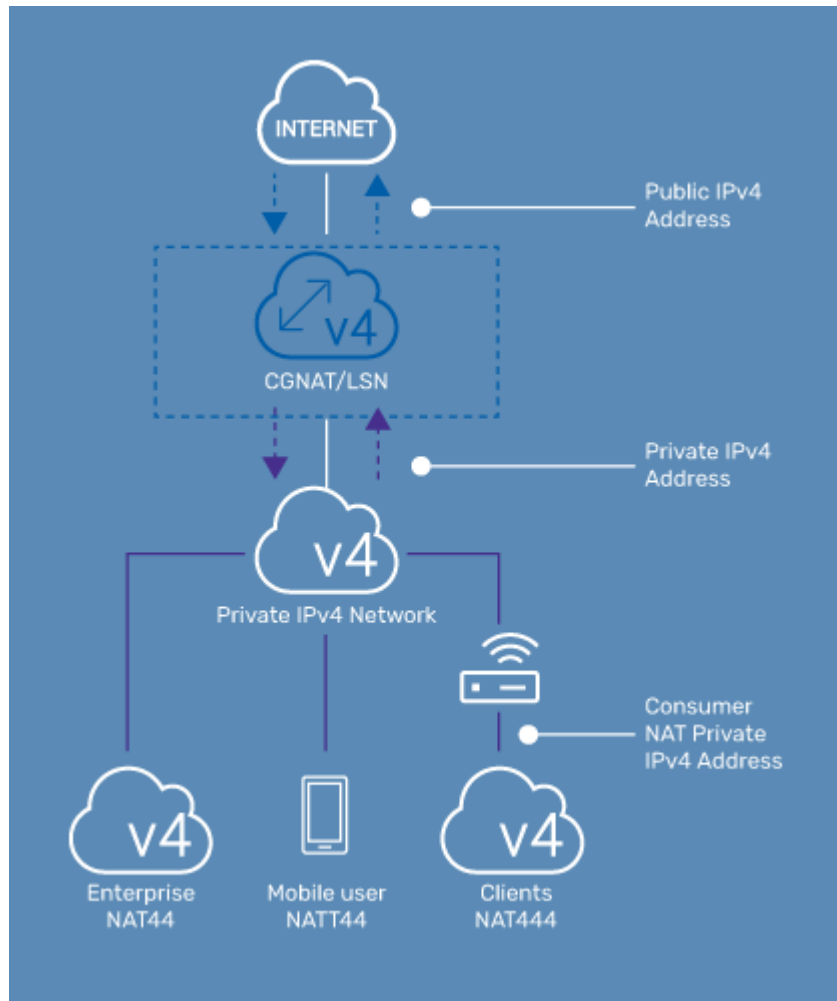 INTERNET
Public IPv4
Address
v4
CGNAT/LSN
Private IPv4
Address
v4
Private IPv4 Network
Consumer
NAT Private
IPv4 Address
v4
Enterprise
NAT44
Mobile user
NATT44
v4
Clients
NAT444